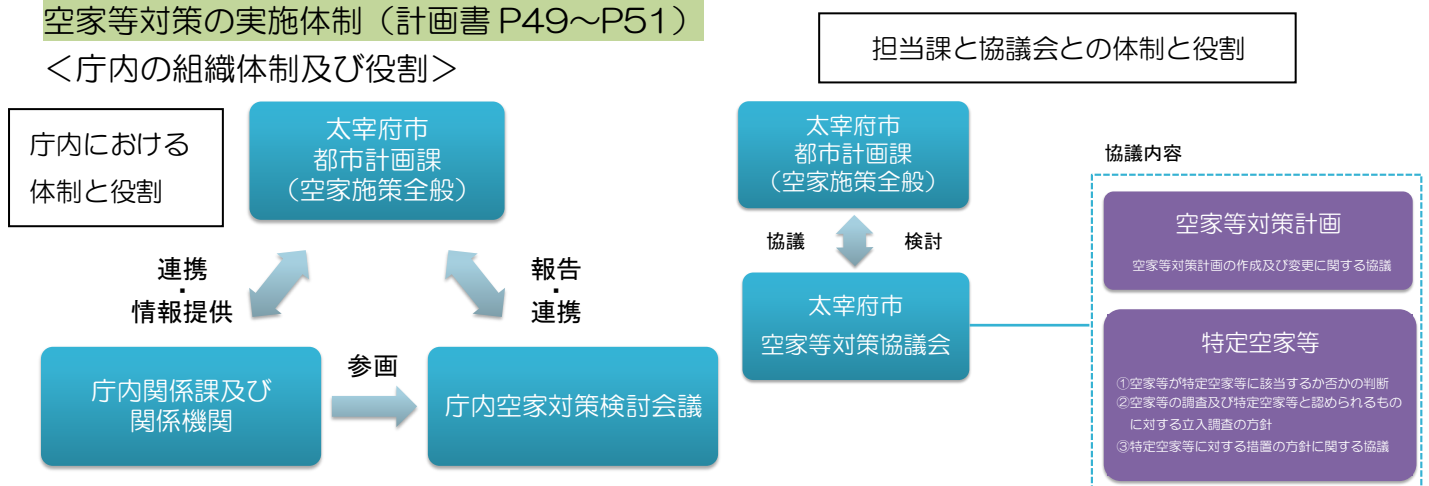 空家等対策の実施体制（計画書 P49～P51）
＜庁内の組織体制及び役割＞
庁内における
体制と役割
太宰府市
都市計画課
（空家施策全般）
連携
・
情報提供
報告
・
連携
庁内関係課及び
関係機関
参画
庁内空家対策検討会議
担当課と協議会との体制と役割
太宰府市
都市計画課
（空家施策全般）
協議
検討
太宰府市
空家等対策協議会
協議内容
空家等対策計画
空家等対策計画の作成及び変更に関する協議
特定空家等
①空家等が特定空家等に該当するか否かの判断
②空家等の調査及び特定空家等と認められるもの
に対する立入調査の方針
③特定空家等に対する措置の方針に関する協議